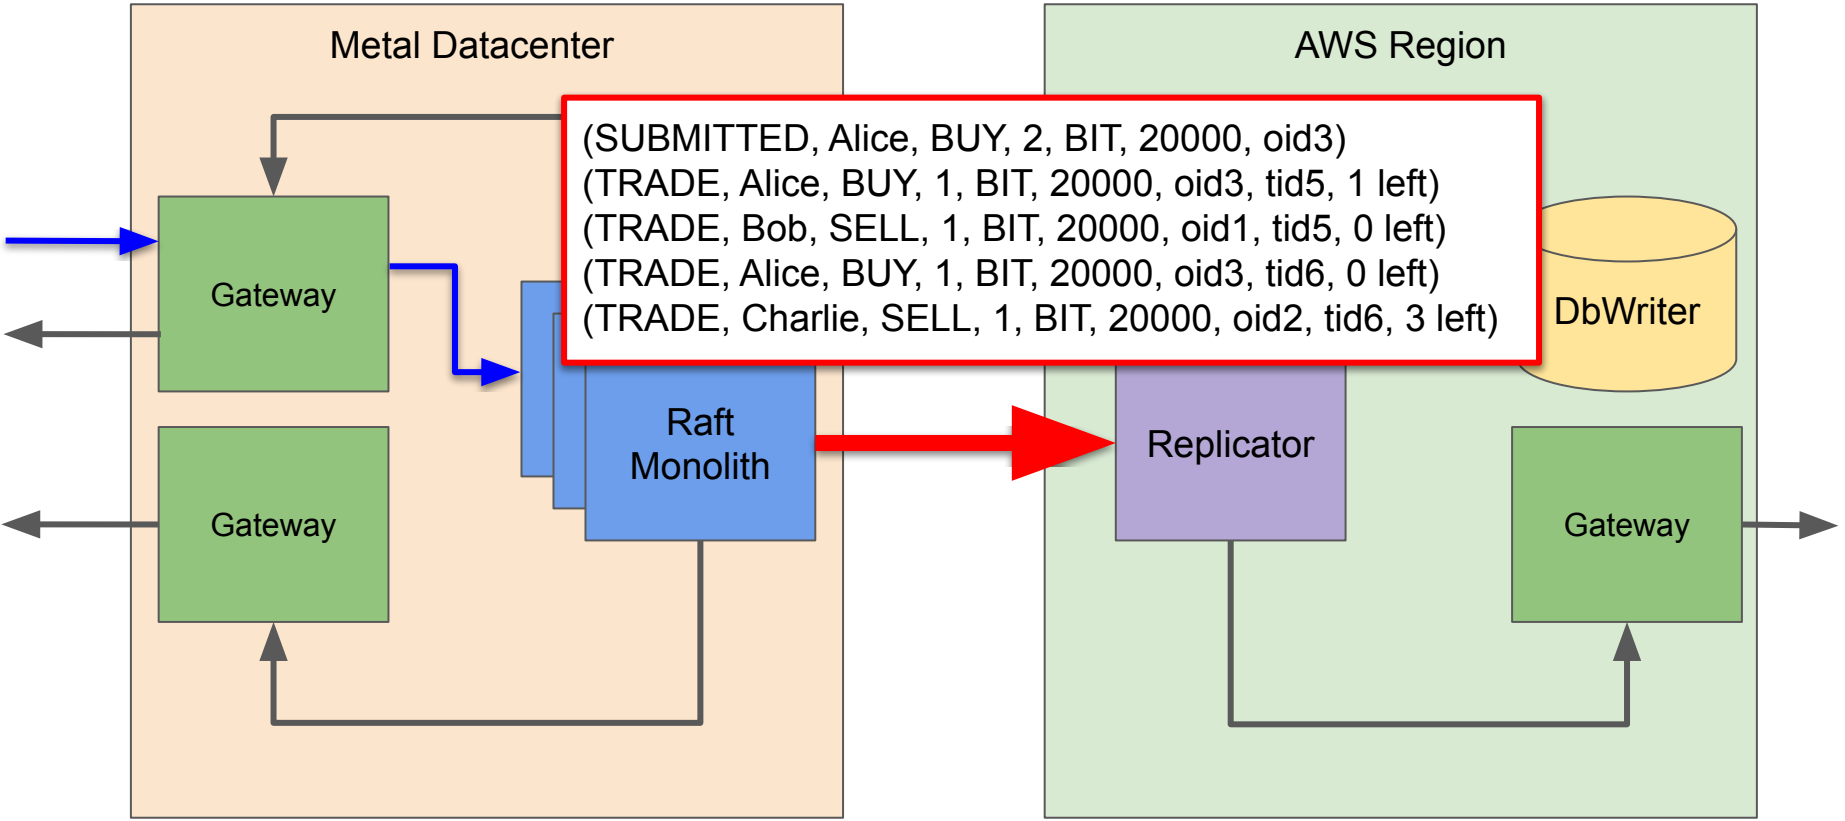 Metal Datacenter
AWS Region
(SUBMITTED, Alice, BUY, 2, BIT, 20000, oid3)
(TRADE, Alice, BUY, 1, BIT, 20000, oid3, tid5, 1 left)
(TRADE, Bob, SELL, 1, BIT, 20000, oid1, tid5, 0 left)
(TRADE, Alice, BUY, 1, BIT, 20000, oid3, tid6, 0 left)
(TRADE, Charlie, SELL, 1, BIT, 20000, oid2, tid6, 3 left)
Gateway
DbWriter
Raft
Monolith
Replicator
Gateway
Gateway